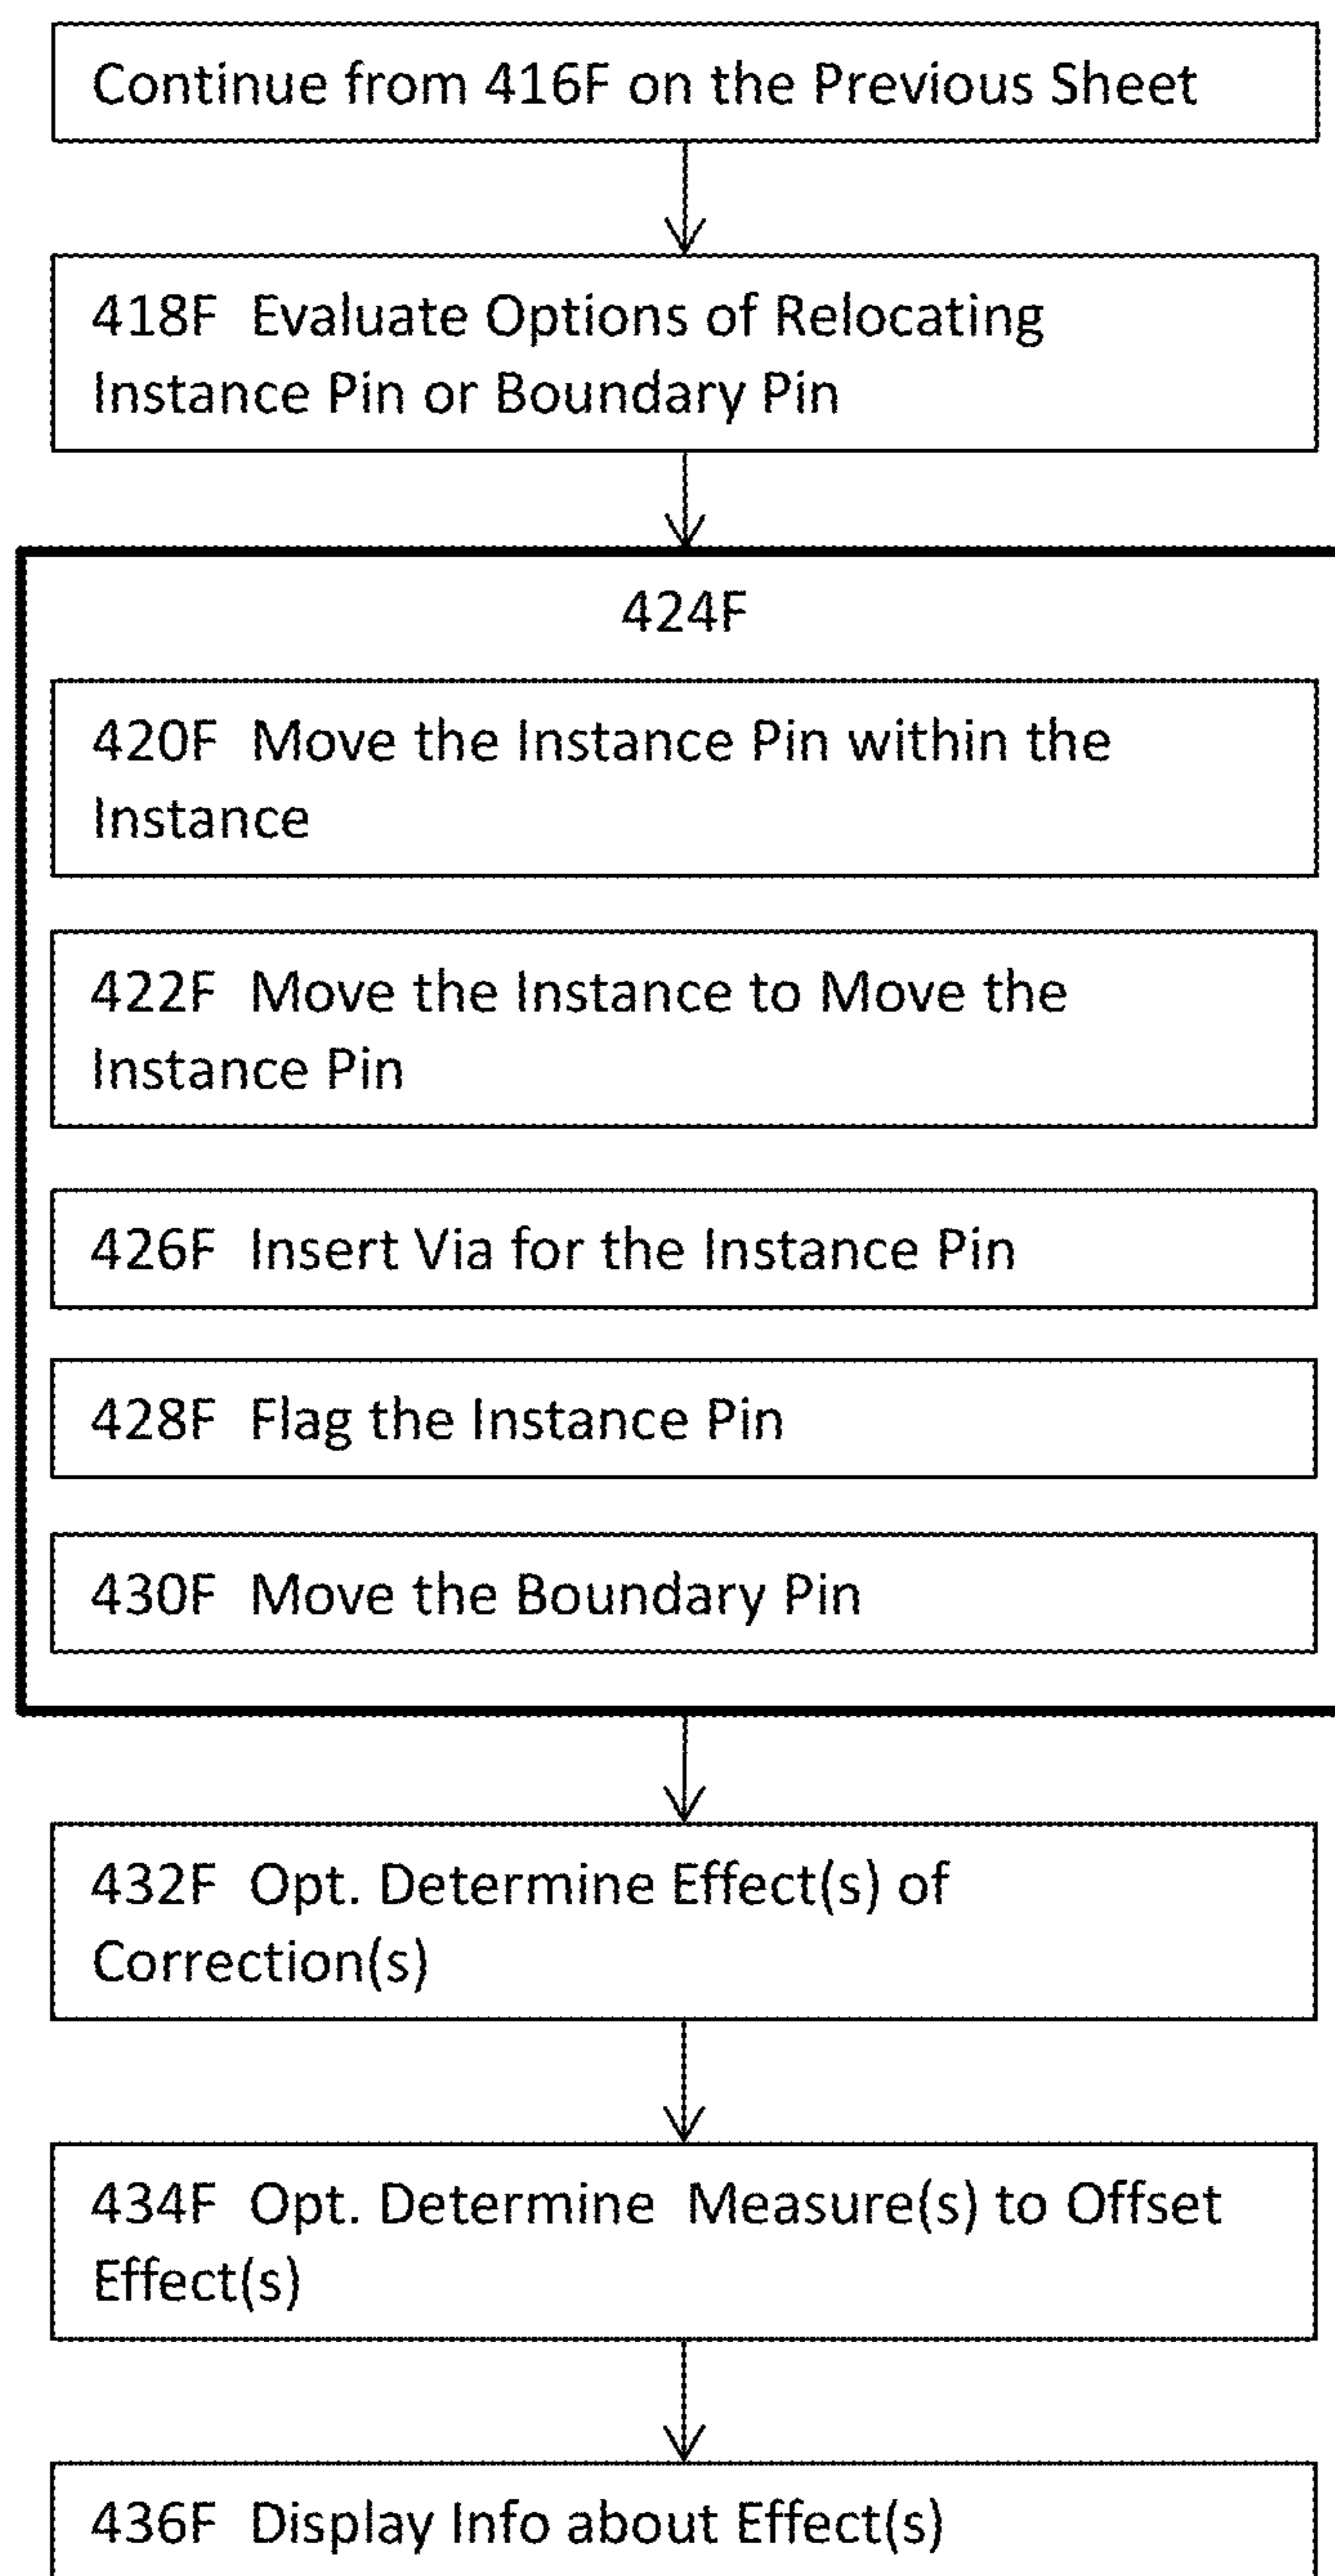 Continue from 416F on the Previous Sheet
418F Evaluate Options of Relocating
Instance Pin or Boundary Pin
424F
420F Move the Instance Pin within the
Instance
422F Move the Instance to Move the
Instance Pin
426F Insert Via for the Instance Pin
428F Flag the Instance Pin
430F Move the Boundary Pin
432F Opt. Determine Effect(s) of
Correction(s)
434F Opt. Determine Measure(s) to Offset
Effect(s)
436F Display Info about Effect(s)